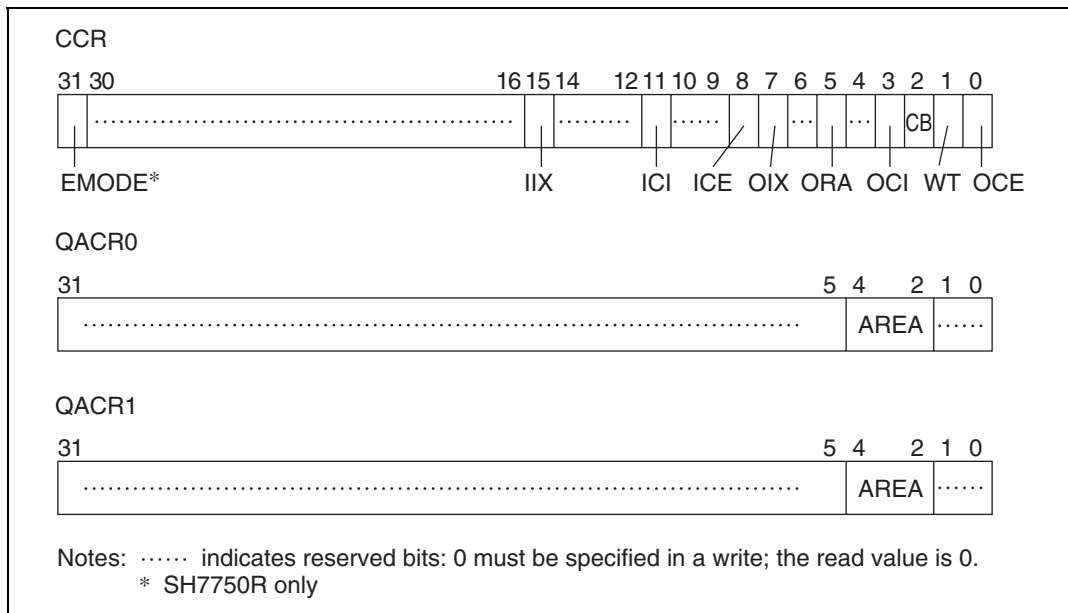 CCR
31 30 16 15 14 12 11 10 9 8 7 6 5 4 3 2 1 0
CB
EMODE* IIX ICI ICE OIX ORA OCI WT OCE
QACR0
31 5 4 2 1 0
AREA
QACR1
31 5 4 2 1 0
AREA
Notes: ...... indicates reserved bits: 0 must be specified in a write; the read value is 0.
* SH7750R only